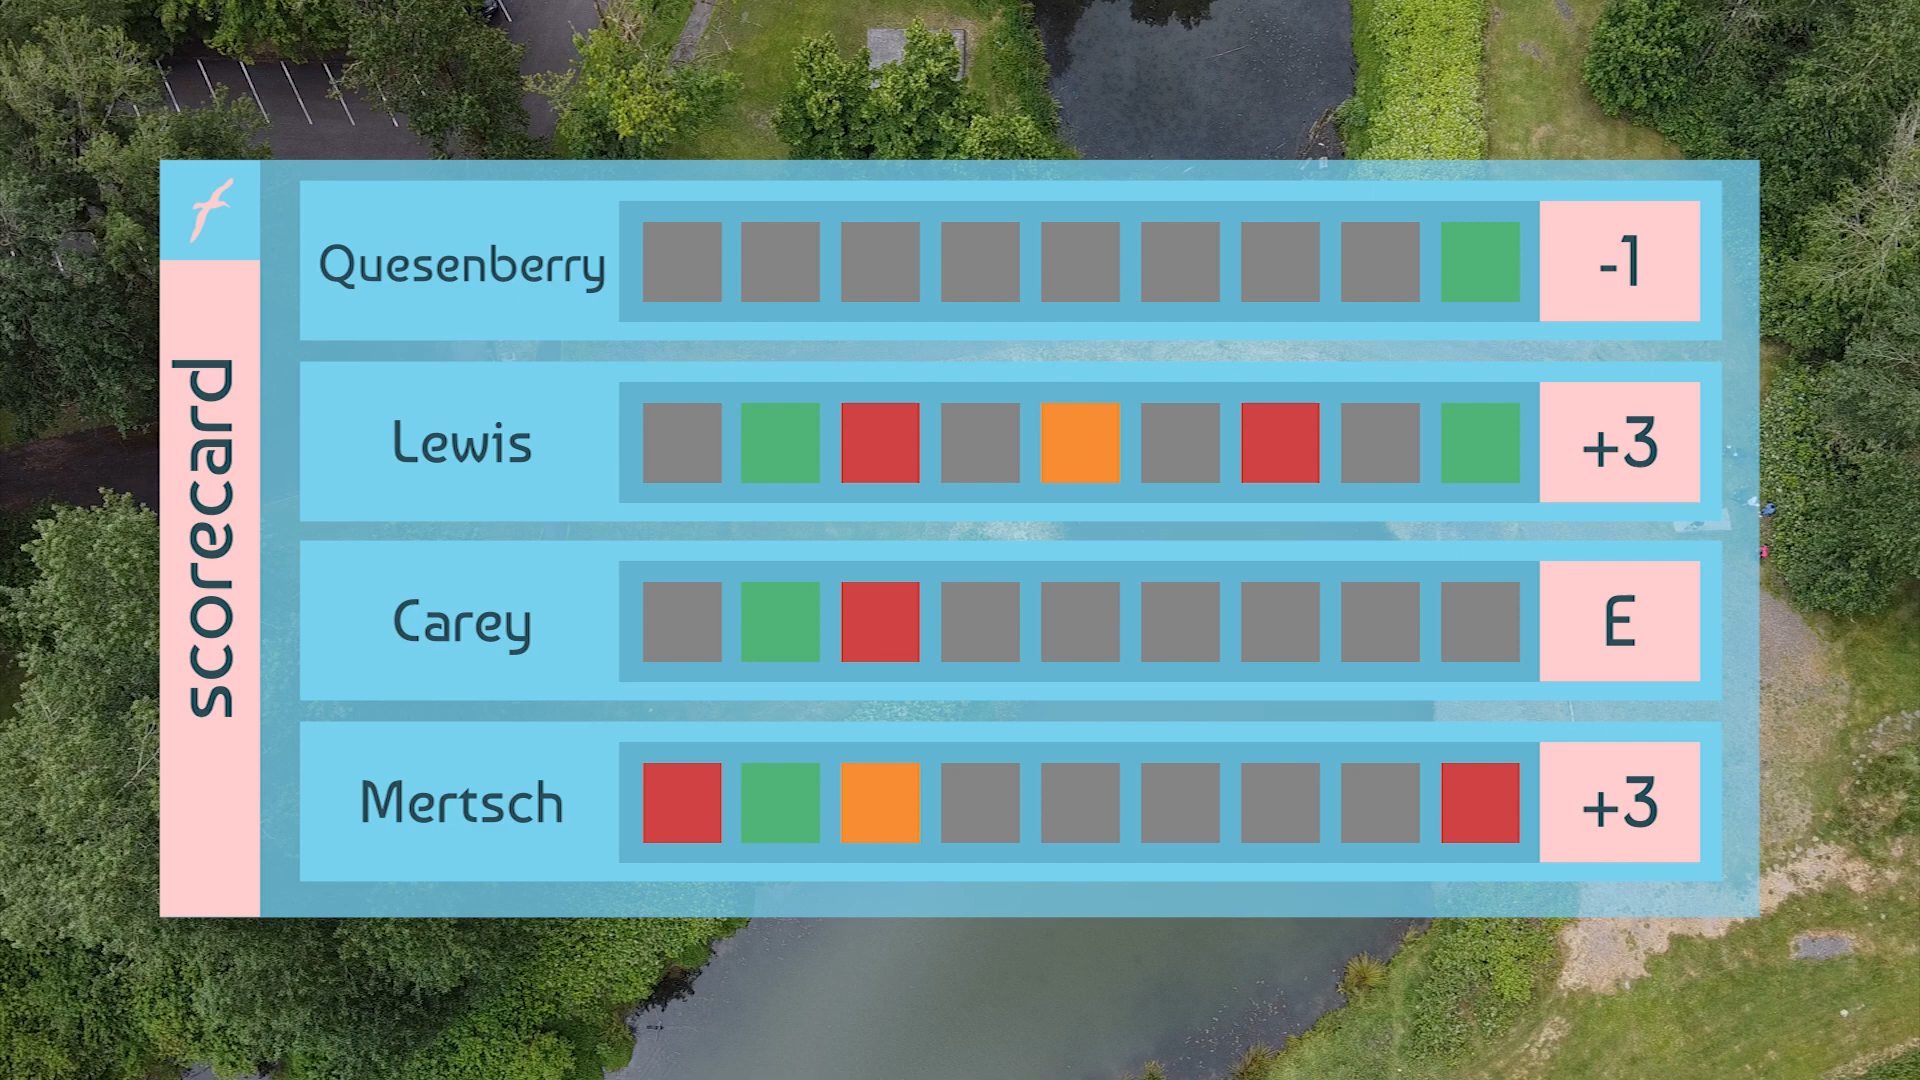 scorecard
Quesenberry -1
Lewis +3
Carey E
Mertsch +3